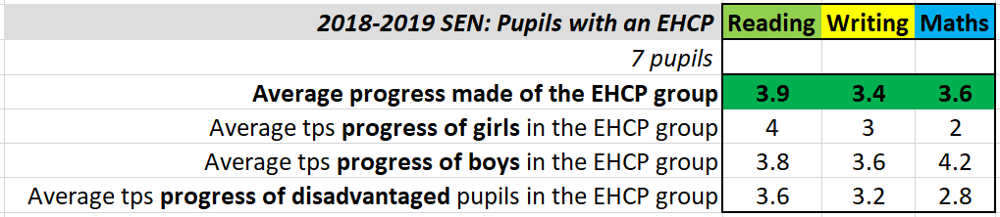 2018-2019 SEN: Pupils with an EHCP Reading Writing Maths
7 pupils
Average progress made of the EHCP group 3.9 3.4 3.6
Average tps progress of girls in the EHCP group 4 3 2
Average tps progress of boys in the EHCP group 3.8 3.6 4.2
Average tps progress of disadvantaged pupils in the EHCP group 3.6 3.2 2.8